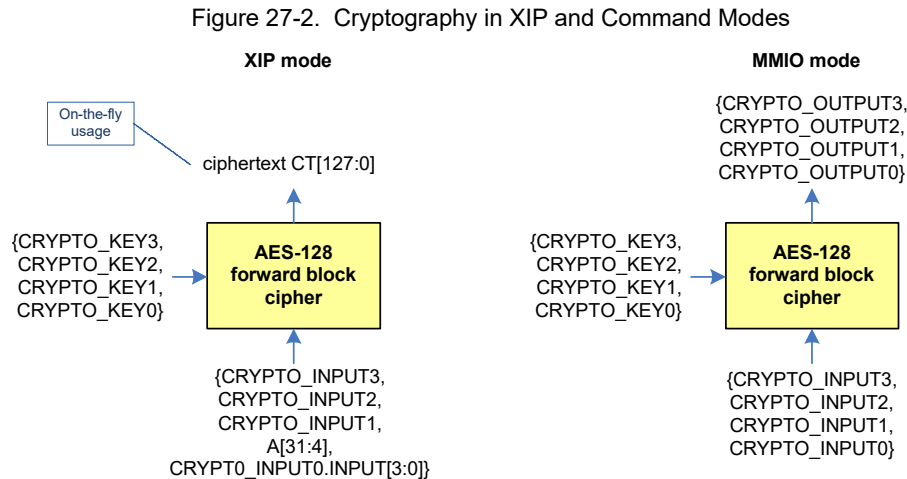 Figure 27-2. Cryptography in XIP and Command Modes
XIP mode
On-the-fly
usage
ciphertext CT[127:0]
{CRYPTO_KEY3,
CRYPTO_KEY2,
CRYPTO_KEY1,
CRYPTO_KEY0}
AES-128
forward block
cipher
{CRYPTO_INPUT3,
CRYPTO_INPUT2,
CRYPTO_INPUT1,
A[31:4],
CRYPT0_INPUT0.INPUT[3:0]}
MMIO mode
{CRYPTO_OUTPUT3,
CRYPTO_OUTPUT2,
CRYPTO_OUTPUT1,
CRYPTO_OUTPUT0}
{CRYPTO_KEY3,
CRYPTO_KEY2,
CRYPTO_KEY1,
CRYPTO_KEY0}
AES-128
forward block
cipher
{CRYPTO_INPUT3,
CRYPTO_INPUT2,
CRYPTO_INPUT1,
CRYPTO_INPUT0}